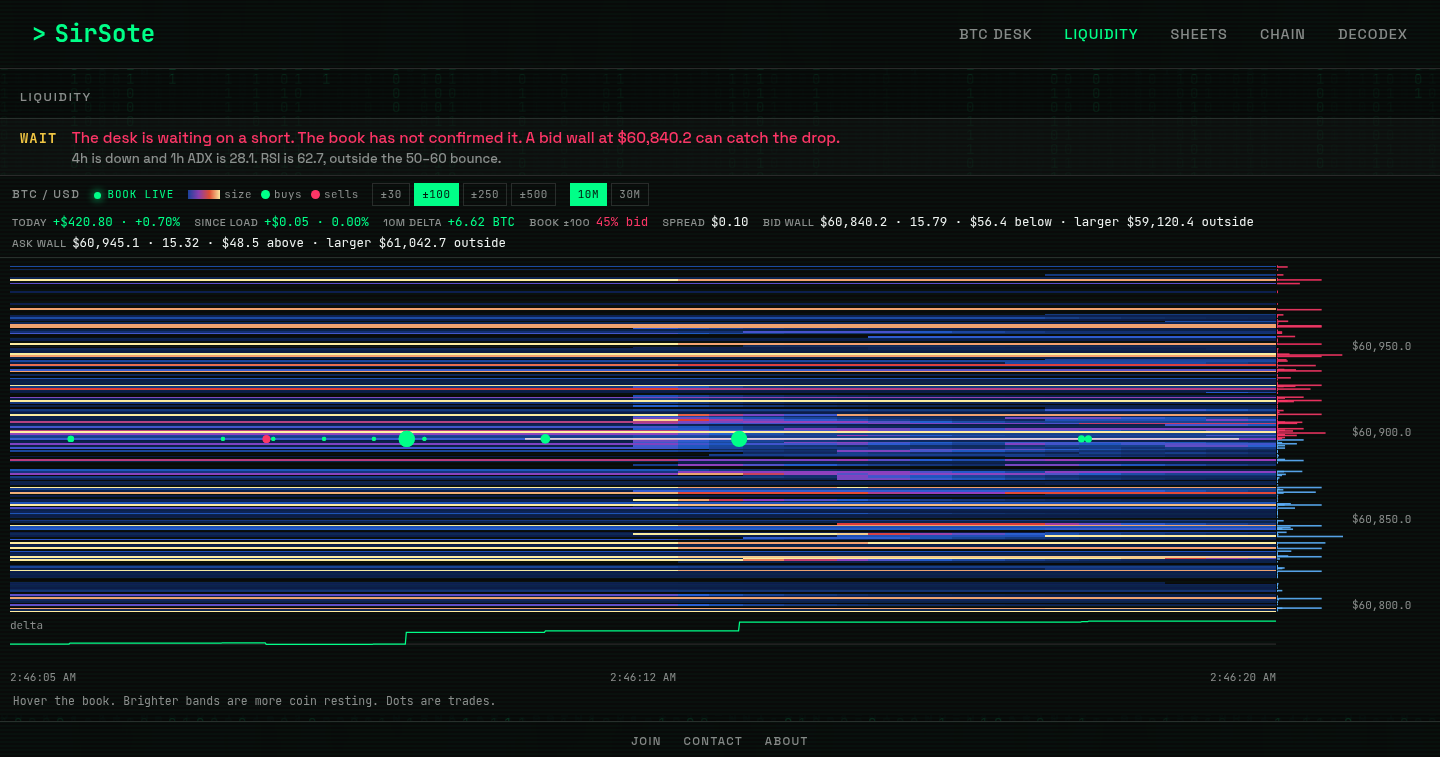 > SirSote
BTC DESK LIQUIDITY SHEETS CHAIN DECODEX
LIQUIDITY
WAIT The desk is waiting on a short. The book has not confirmed it. A bid wall at $60,840.2 can catch the drop.
4h is down and 1h ADX is 28.1. RSI is 62.7, outside the 50–60 bounce.
BTC / USD BOOK LIVE size buys sells ±30 ±100 ±250 ±500 10M 30M
TODAY +$420.80 · +0.70% SINCE LOAD +$0.05 · 0.00% 10M DELTA +6.62 BTC BOOK ±100 45% bid SPREAD $0.10 BID WALL $60,840.2 · 15.79 · $56.4 below · larger $59,120.4 outside
ASK WALL $60,945.1 · 15.32 · $48.5 above · larger $61,042.7 outside
$60,950.0
$60,900.0
$60,850.0
$60,800.0
delta
2:46:05 AM 2:46:12 AM 2:46:20 AM
Hover the book. Brighter bands are more coin resting. Dots are trades.
JOIN CONTACT ABOUT